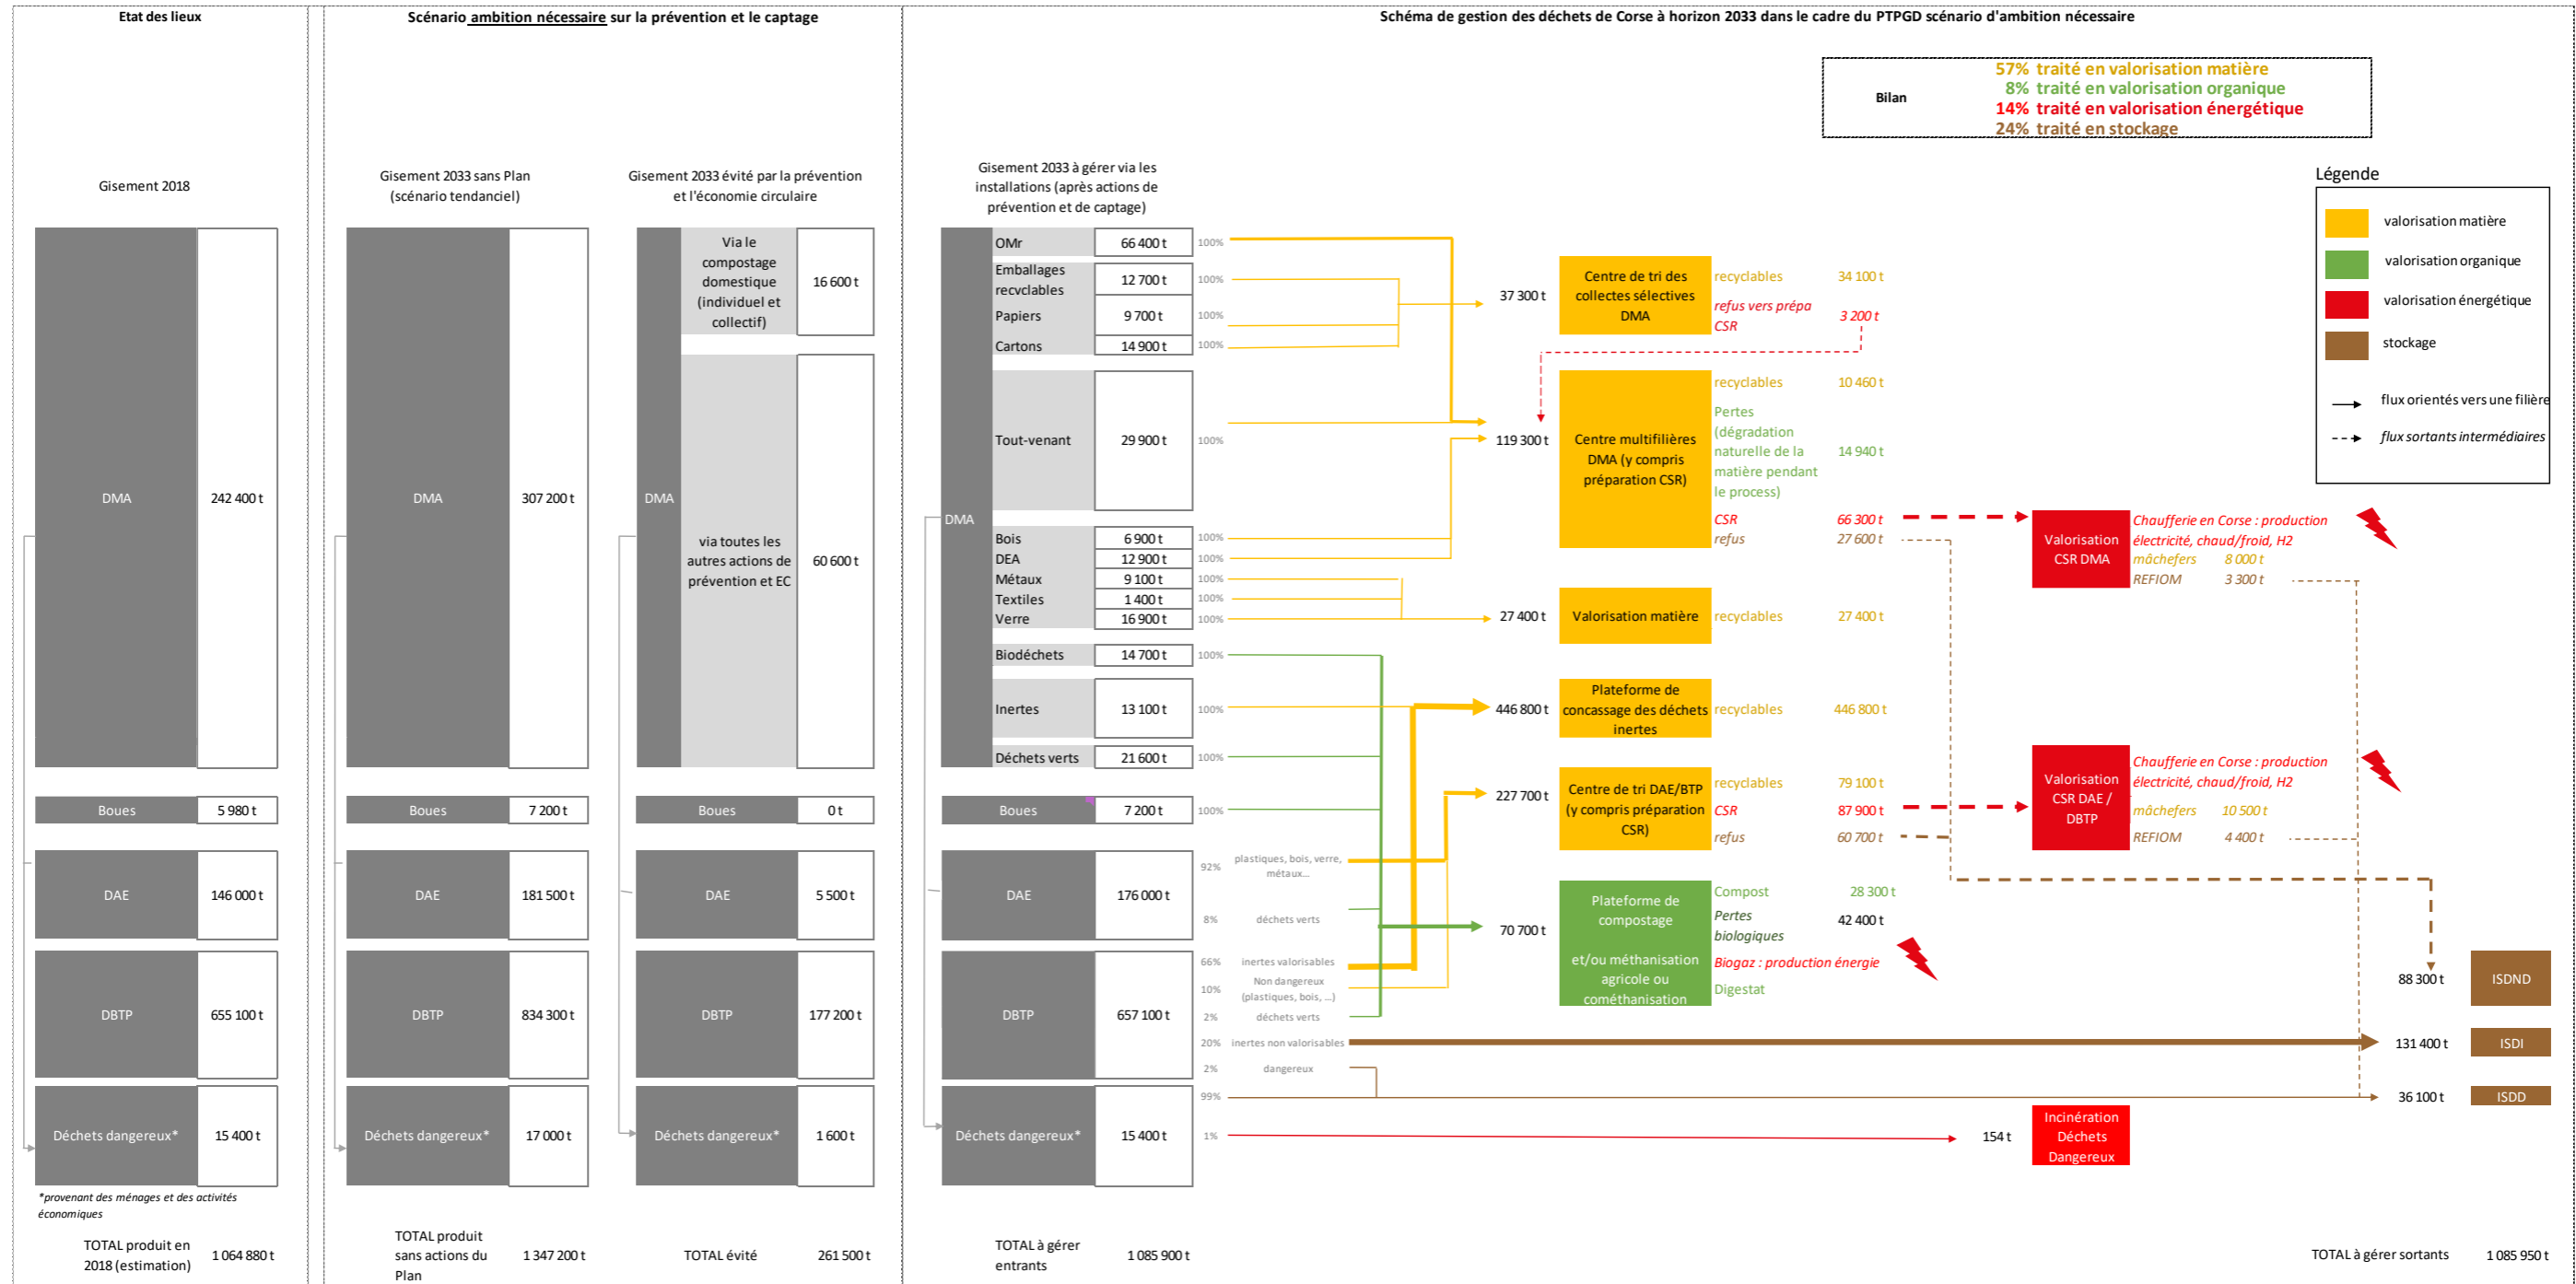 Etat des lieux
Scénario ambition nécessaire sur la prévention et le captage
Schéma de gestion des déchets de Corse à horizon 2033 dans le cadre du PTPGD scénario d'ambition nécessaire
Bilan
57% traité en valorisation matière
8% traité en valorisation organique
14% traité en valorisation énergétique
24% traité en stockage
Gisement 2018
DMA
242 400 t
Boues
5 980 t
DAE
146 000 t
DBTP
655 100 t
Déchets dangereux*
15 400 t
*provenant des ménages et des activités
économiques
TOTAL produit en
2018 (estimation)
1 064 880 t
Gisement 2033 sans Plan
(scénario tendanciel)
DMA
307 200 t
Boues
7 200 t
DAE
181 500 t
DBTP
834 300 t
Déchets dangereux*
17 000 t
TOTAL produit
sans actions du
Plan
1 347 200 t
Gisement 2033 évité par la prévention
et l'économie circulaire
DMA
Via le
compostage
domestique
(individuel et
collectif)
16 600 t
via toutes les
autres actions de
prévention et EC
60 600 t
Boues
0 t
DAE
5 500 t
DBTP
177 200 t
Déchets dangereux*
1 600 t
TOTAL évité
261 500 t
Gisement 2033 à gérer via les
installations (après actions de
prévention et de captage)
DMA
OMr
66 400 t
100%
Emballages
recyclables
12 700 t
100%
Papiers
9 700 t
100%
Cartons
14 900 t
100%
Tout-venant
29 900 t
100%
Bois
6 900 t
100%
DEA
12 900 t
100%
Métaux
9 100 t
100%
Textiles
1 400 t
100%
Verre
16 900 t
100%
Biodéchets
14 700 t
100%
Inertes
13 100 t
100%
Déchets verts
21 600 t
100%
Boues
7 200 t
100%
DAE
176 000 t
92%
plastiques, bois, verre,
métaux...
8%
déchets verts
DBTP
657 100 t
66%
inertes valorisables
10%
Non dangereux
(plastiques, bois, ...)
2%
déchets verts
20%
inertes non valorisables
2%
dangereux
Déchets dangereux*
15 400 t
99%
1%
TOTAL à gérer
entrants
1 085 900 t
37 300 t
Centre de tri des
collectes sélectives
DMA
recyclables
34 100 t
refus vers prépa
CSR
3 200 t
119 300 t
Centre multifilières
DMA (y compris
préparation CSR)
recyclables
10 460 t
Pertes
(dégradation
naturelle de la
matière pendant
le process)
14 940 t
CSR
66 300 t
refus
27 600 t
27 400 t
Valorisation matière
recyclables
27 400 t
446 800 t
Plateforme de
concassage des déchets
inertes
recyclables
446 800 t
227 700 t
Centre de tri DAE/BTP
(y compris préparation
CSR)
recyclables
79 100 t
CSR
87 900 t
refus
60 700 t
70 700 t
Plateforme de
compostage
et/ou méthanisation
agricole ou
cométhanisation
Compost
28 300 t
Pertes
biologiques
42 400 t
Biogaz : production énergie
Digestat
Valorisation
CSR DMA
Chaufferie en Corse : production
électricité, chaud/froid, H2
mâchefers
8 000 t
REFIOM
3 300 t
Valorisation
CSR DAE /
DBTP
Chaufferie en Corse : production
électricité, chaud/froid, H2
mâchefers
10 500 t
REFIOM
4 400 t
154 t
Incinération
Déchets
Dangereux
88 300 t
ISDND
131 400 t
ISDI
36 100 t
ISDD
Légende
valorisation matière
valorisation organique
valorisation énergétique
stockage
flux orientés vers une filière
flux sortants intermédiaires
TOTAL à gérer sortants
1 085 950 t